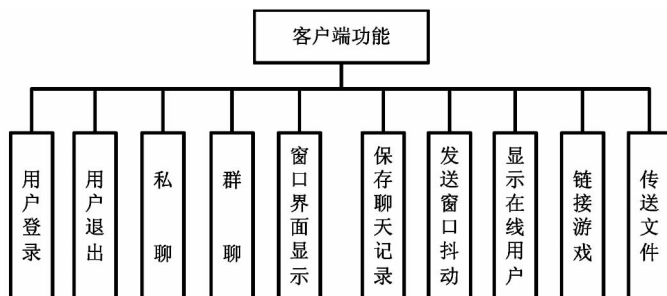 客户端功能
用户登录
用户退出
私聊
群聊
窗口界面显示
保存聊天记录
发送窗口抖动
显示在线用户
链接游戏
传送文件